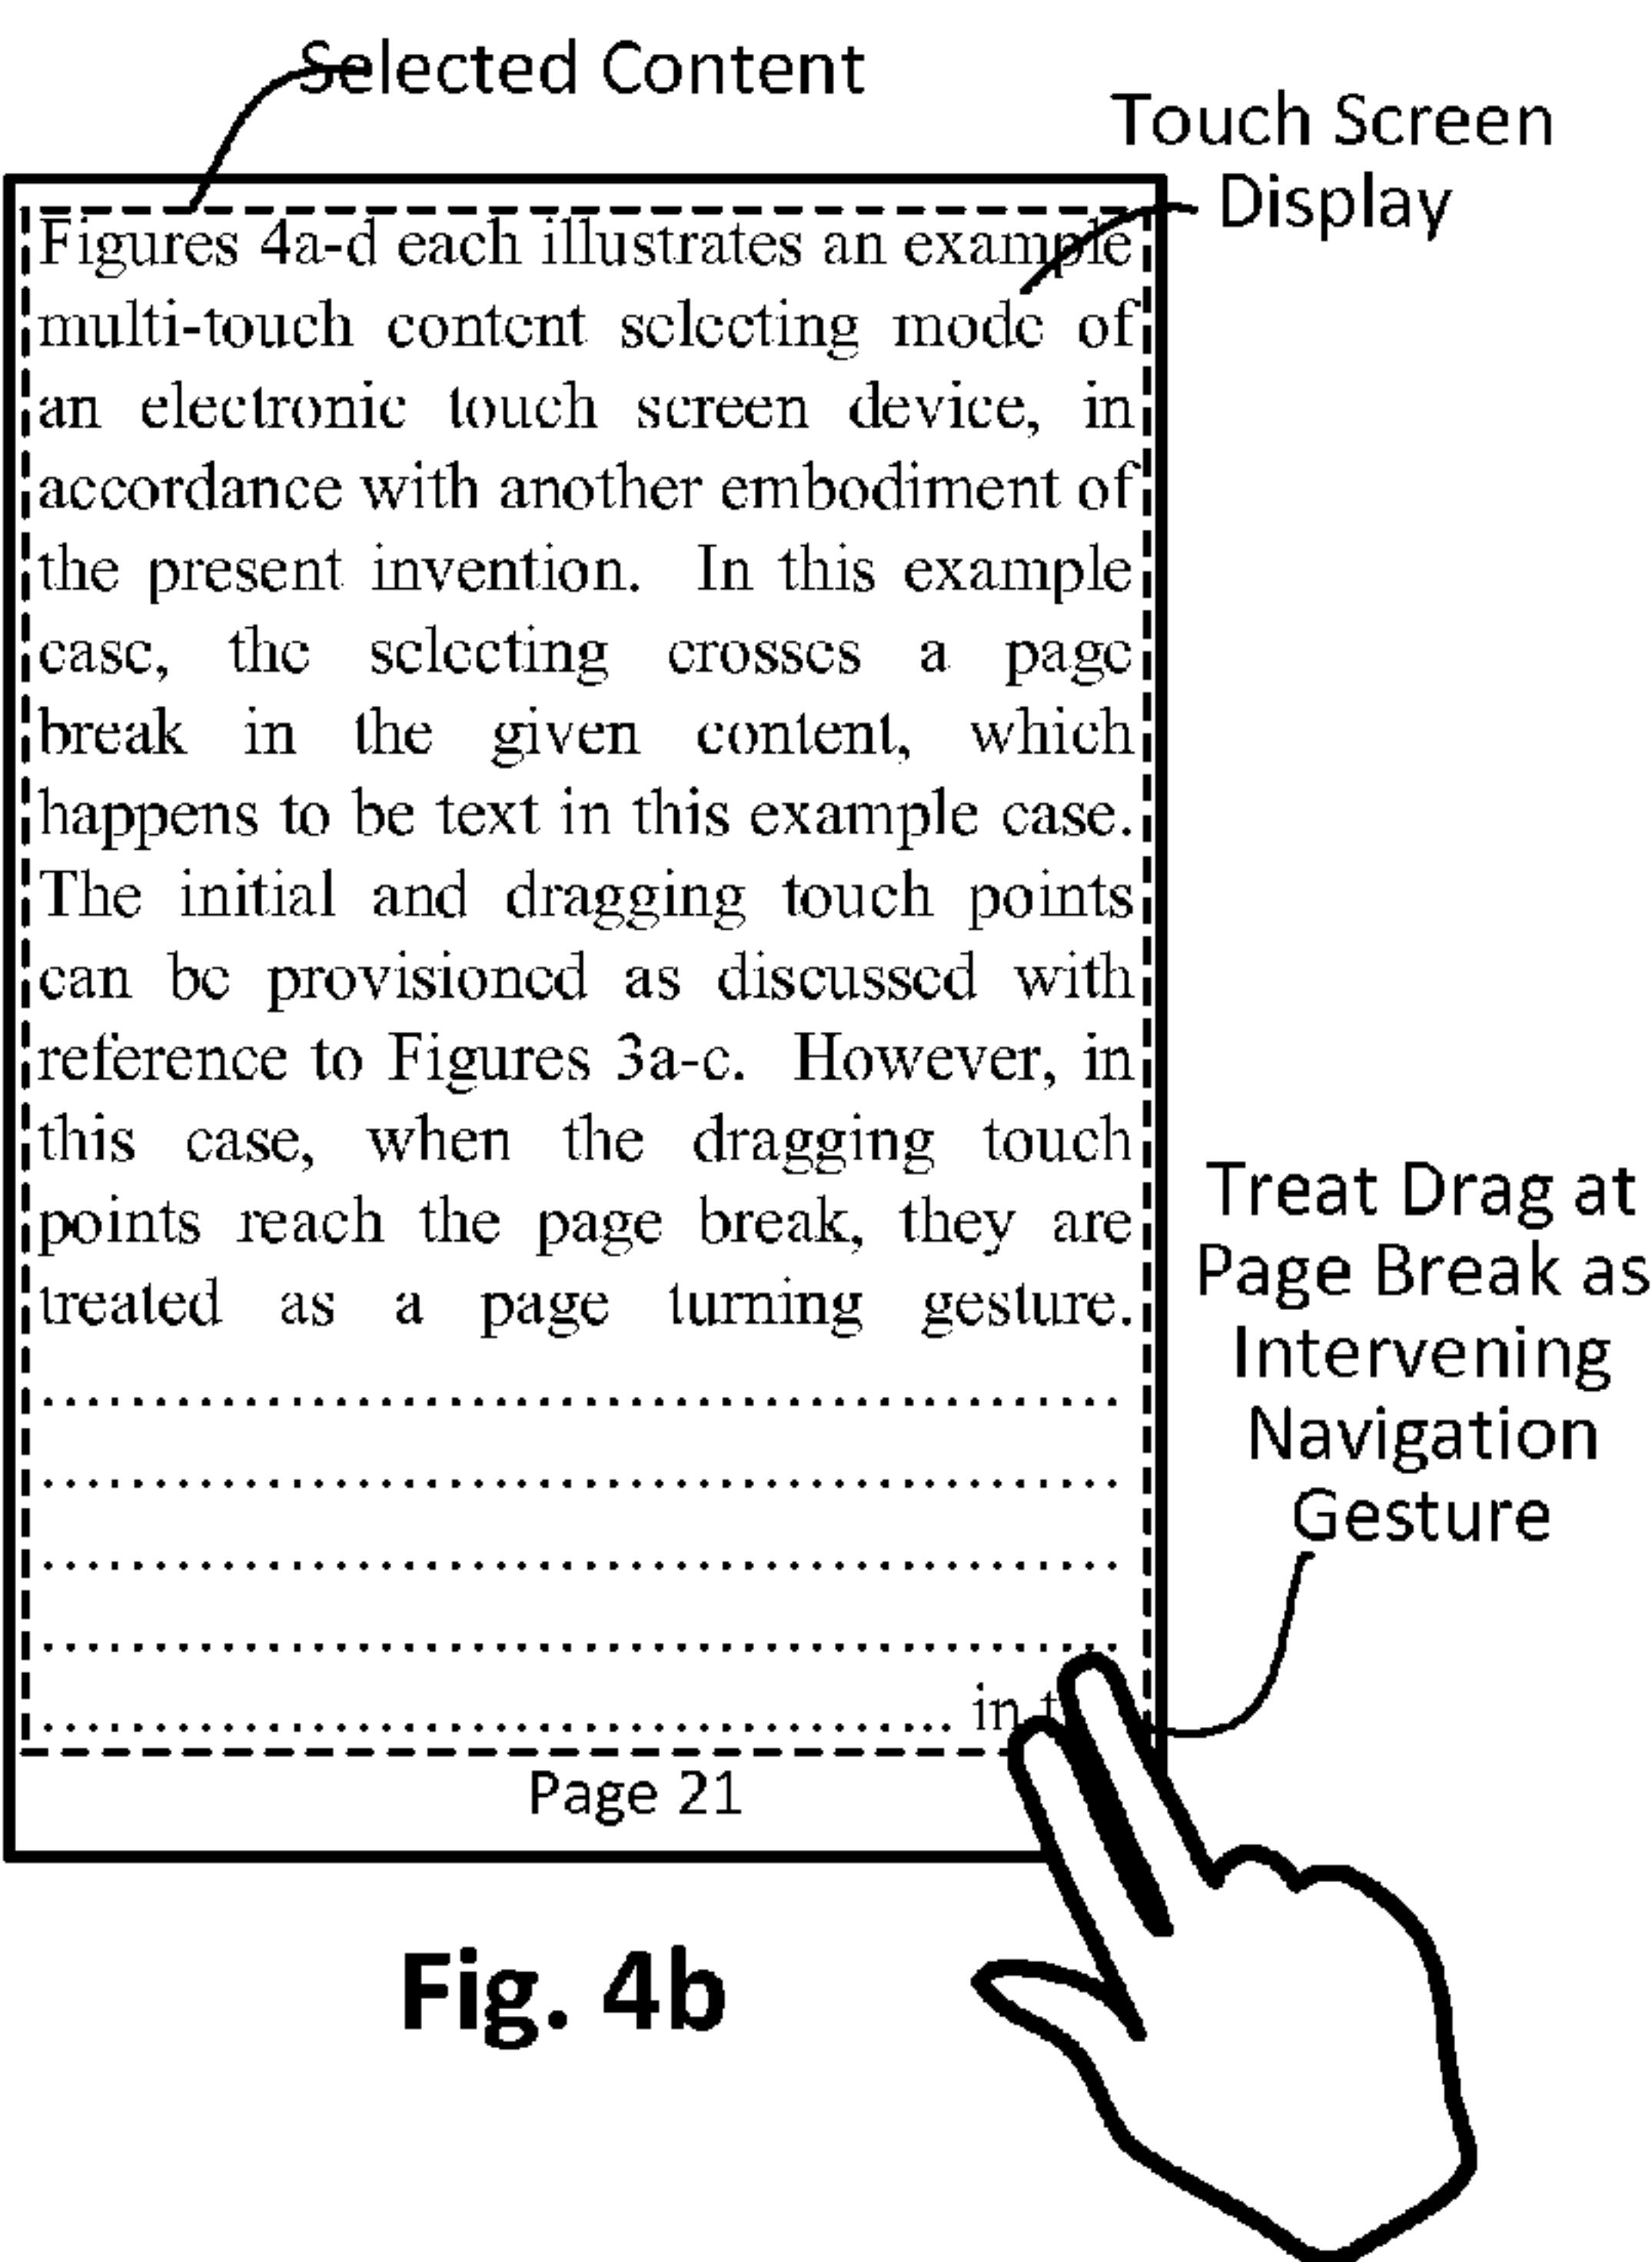 Selected Content
Touch Screen
Display
Figures 4a-d each illustrates an example
multi-touch content selecting mode of
an electronic touch screen device, in
accordance with another embodiment of
the present invention. In this example
case, the selecting crosses a page
break in the given content, which
happens to be text in this example case.
The initial and dragging touch points
can be provisioned as discussed with
reference to Figures 3a-c. However, in
this case, when the dragging touch
points reach the page break, they are
treated as a page turning gesture.
................................................
................................................
................................................
................................................
......................................... in t
Page 21
Treat Drag at
Page Break as
Intervening
Navigation
Gesture
Fig. 4b